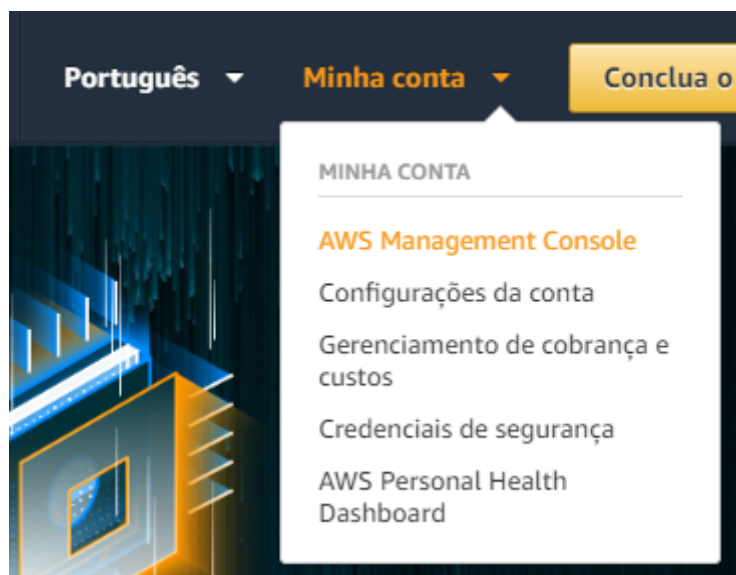 Português Minha conta Conclua o
MINHA CONTA
AWS Management Console
Configurações da conta
Gerenciamento de cobrança e
custos
Credenciais de segurança
AWS Personal Health
Dashboard